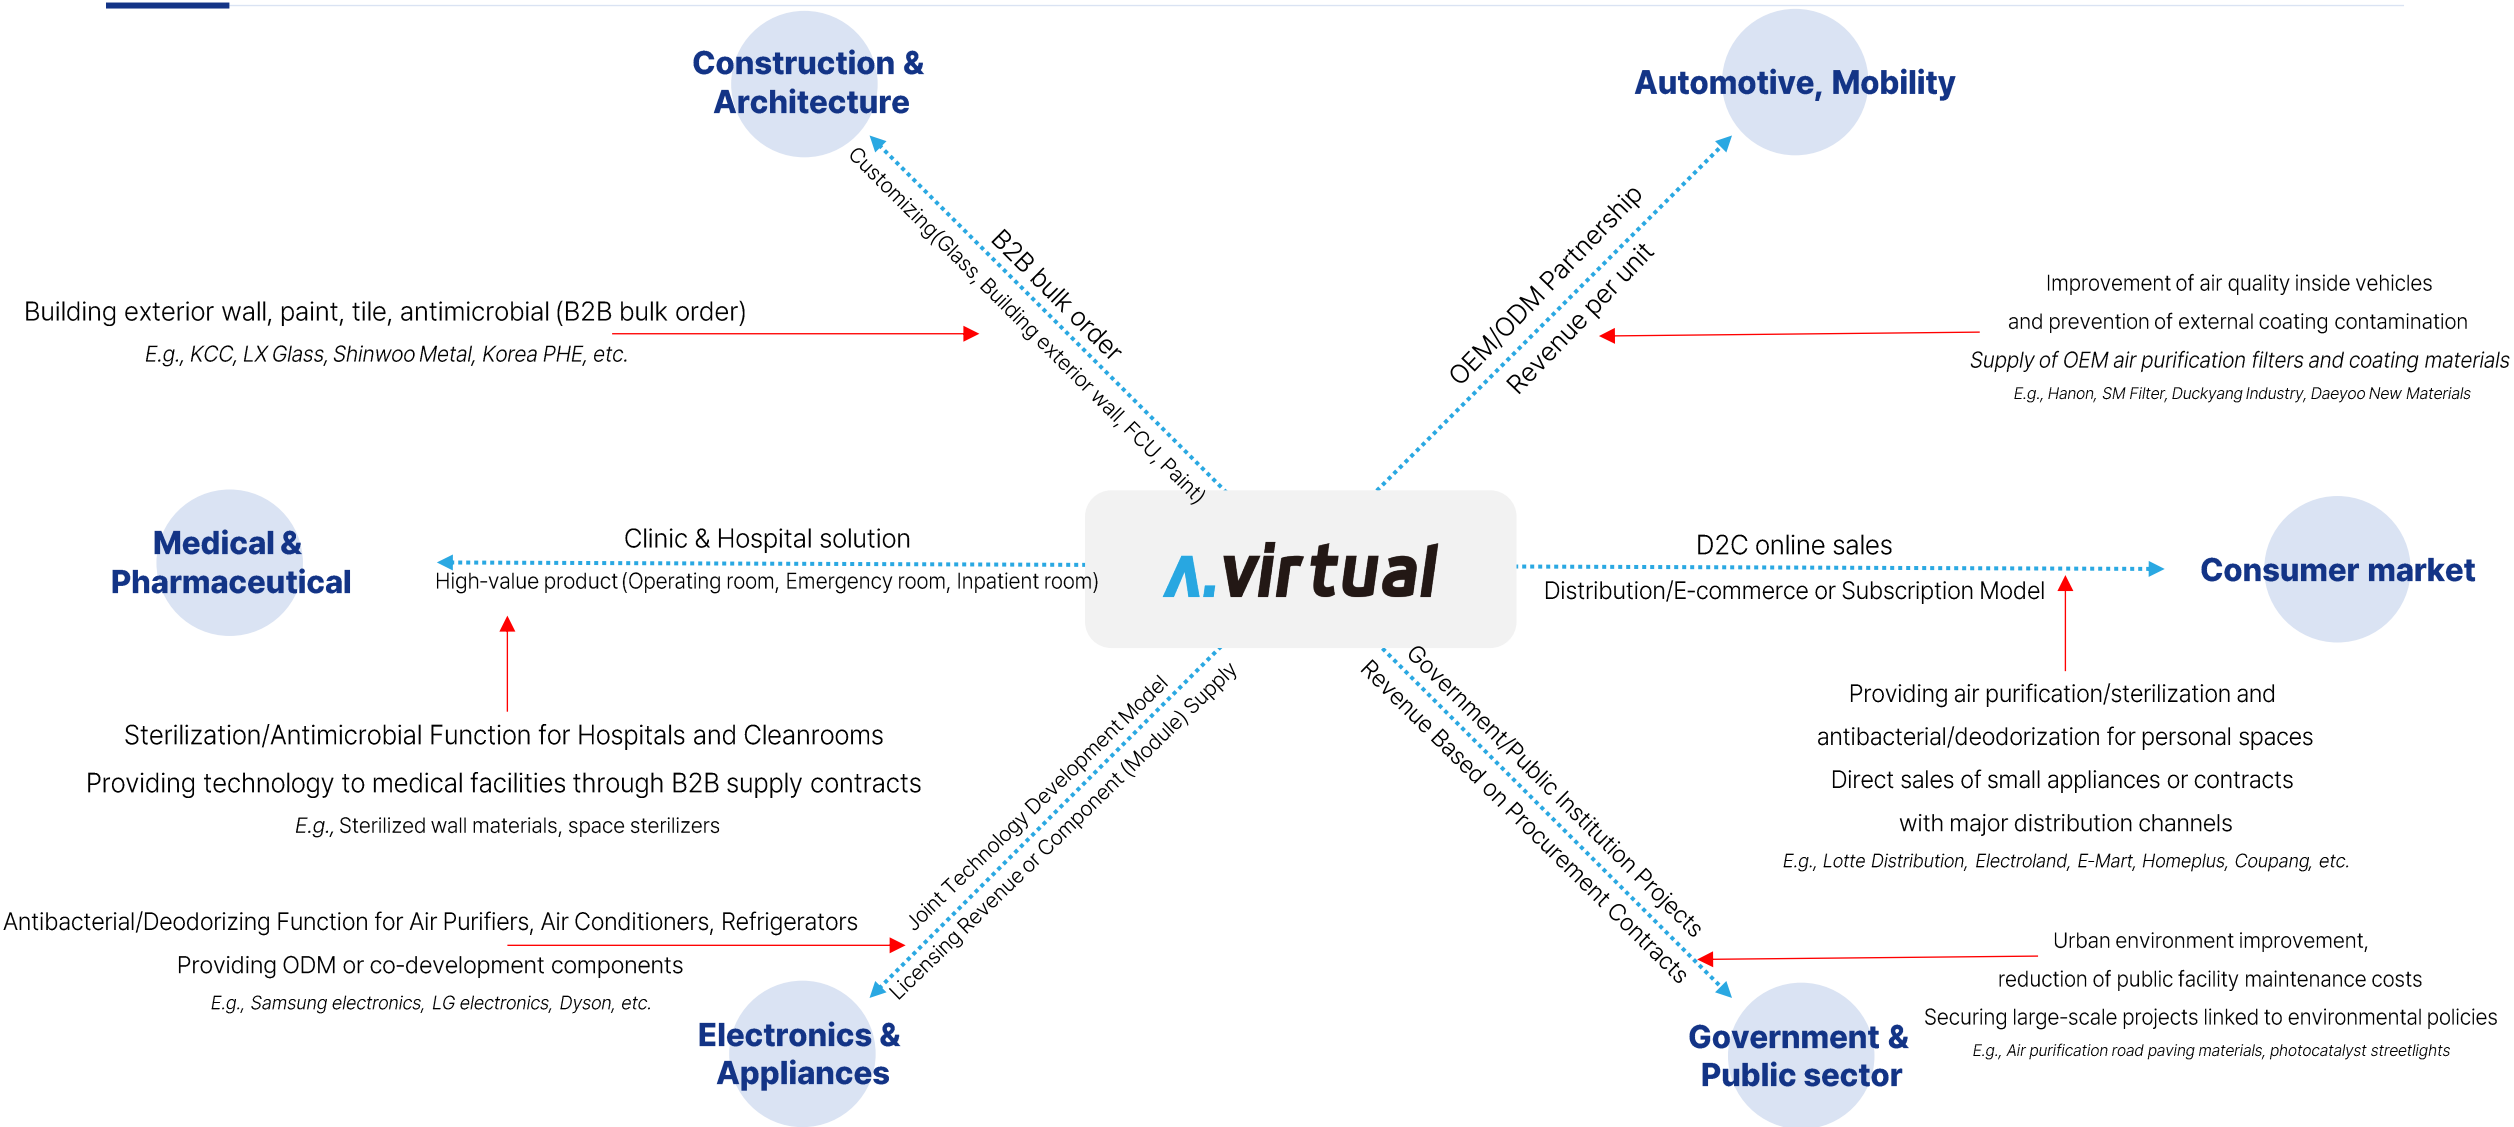 Construction &
Architecture
Automotive, Mobility
Customizing(Glass, Building exterior wall, FCU, Paint)
B2B bulk order
OEM/ODM Partnership
Revenue per unit
Building exterior wall, paint, tile, antimicrobial (B2B bulk order)
E.g., KCC, LX Glass, Shinwoo Metal, Korea PHE, etc.
Improvement of air quality inside vehicles
and prevention of external coating contamination
Supply of OEM air purification filters and coating materials
E.g., Hanon, SM Filter, Duckyang Industry, Daeyoo New Materials
Medical &
Pharmaceutical
Clinic & Hospital solution
High-value product (Operating room, Emergency room, Inpatient room)
Λ.virtual
D2C online sales
Distribution/E-commerce or Subscription Model
Consumer market
Sterilization/Antimicrobial Function for Hospitals and Cleanrooms
Providing technology to medical facilities through B2B supply contracts
E.g., Sterilized wall materials, space sterilizers
Providing air purification/sterilization and
antibacterial/deodorization for personal spaces
Direct sales of small appliances or contracts
with major distribution channels
E.g., Lotte Distribution, Electroland, E-Mart, Homeplus, Coupang, etc.
Joint Technology Development Model
Licensing Revenue or Component (Module) Supply
Government/Public Institution Projects
Revenue Based on Procurement Contracts
Antibacterial/Deodorizing Function for Air Purifiers, Air Conditioners, Refrigerators
Providing ODM or co-development components
E.g., Samsung electronics, LG electronics, Dyson, etc.
Urban environment improvement,
reduction of public facility maintenance costs
Securing large-scale projects linked to environmental policies
E.g., Air purification road paving materials, photocatalyst streetlights
Electronics &
Appliances
Government &
Public sector